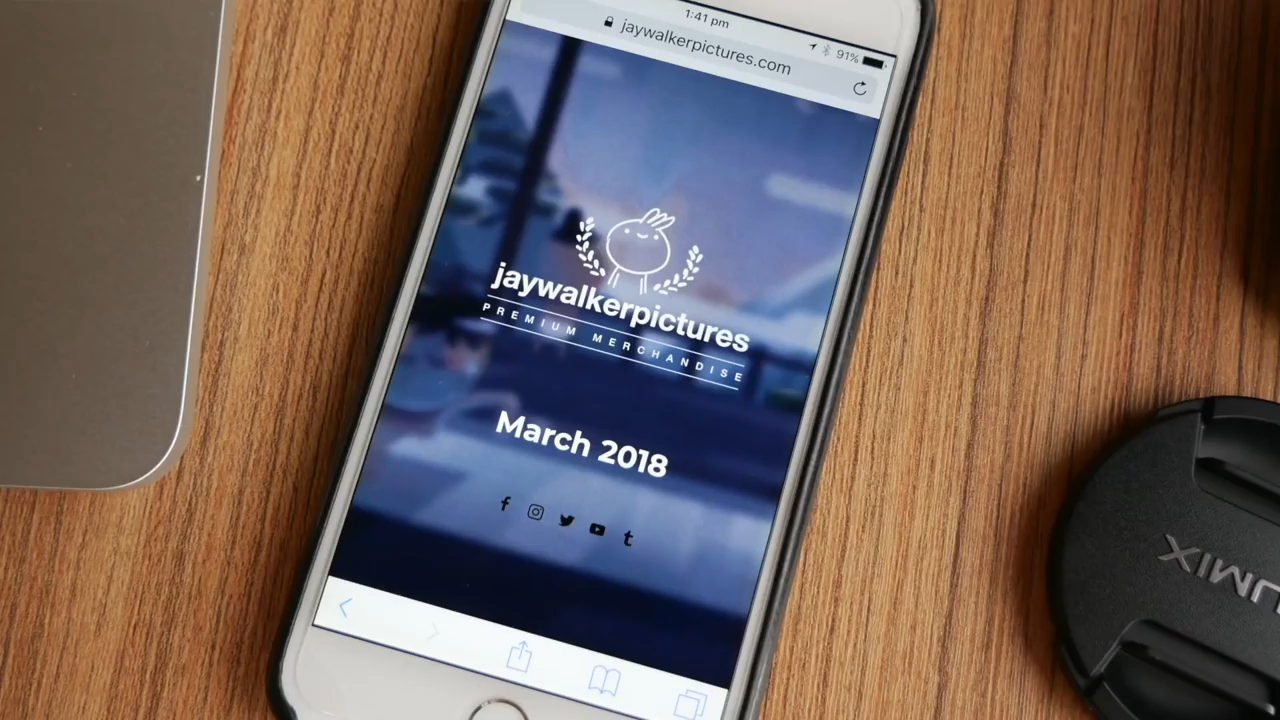 1:41 pm
91%
jaywalkerpictures.com
jaywalkerpictures
PREMIUM MERCHANDISE
March 2018
LUMIX